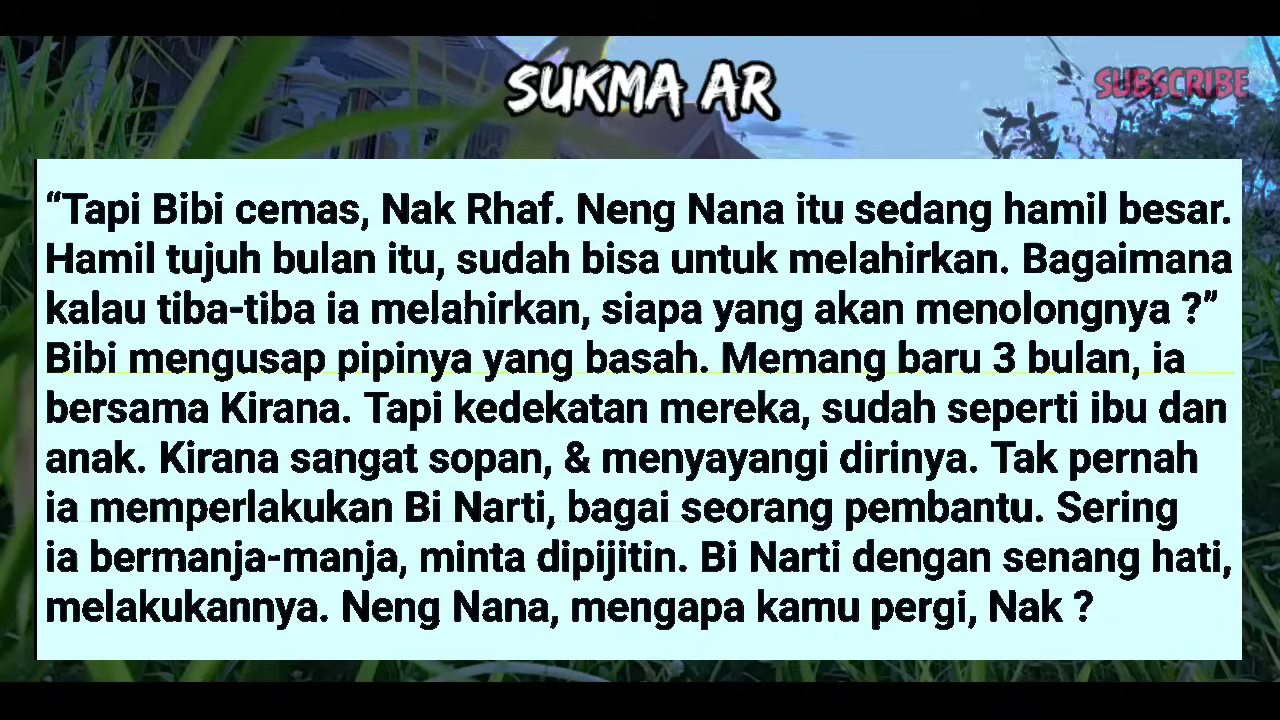 SUKMA AR
SUBSCRIBE
“Tapi Bibi cemas, Nak Rhaf. Neng Nana itu sedang hamil besar.
Hamil tujuh bulan itu, sudah bisa untuk melahirkan. Bagaimana
kalau tiba-tiba ia melahirkan, siapa yang akan menolongnya ?”
Bibi mengusap pipinya yang basah. Memang baru 3 bulan, ia
bersama Kirana. Tapi kedekatan mereka, sudah seperti ibu dan
anak. Kirana sangat sopan, & menyayangi dirinya. Tak pernah
ia memperlakukan Bi Narti, bagai seorang pembantu. Sering
ia bermanja-manja, minta dipijitin. Bi Narti dengan senang hati,
melakukannya. Neng Nana, mengapa kamu pergi, Nak ?